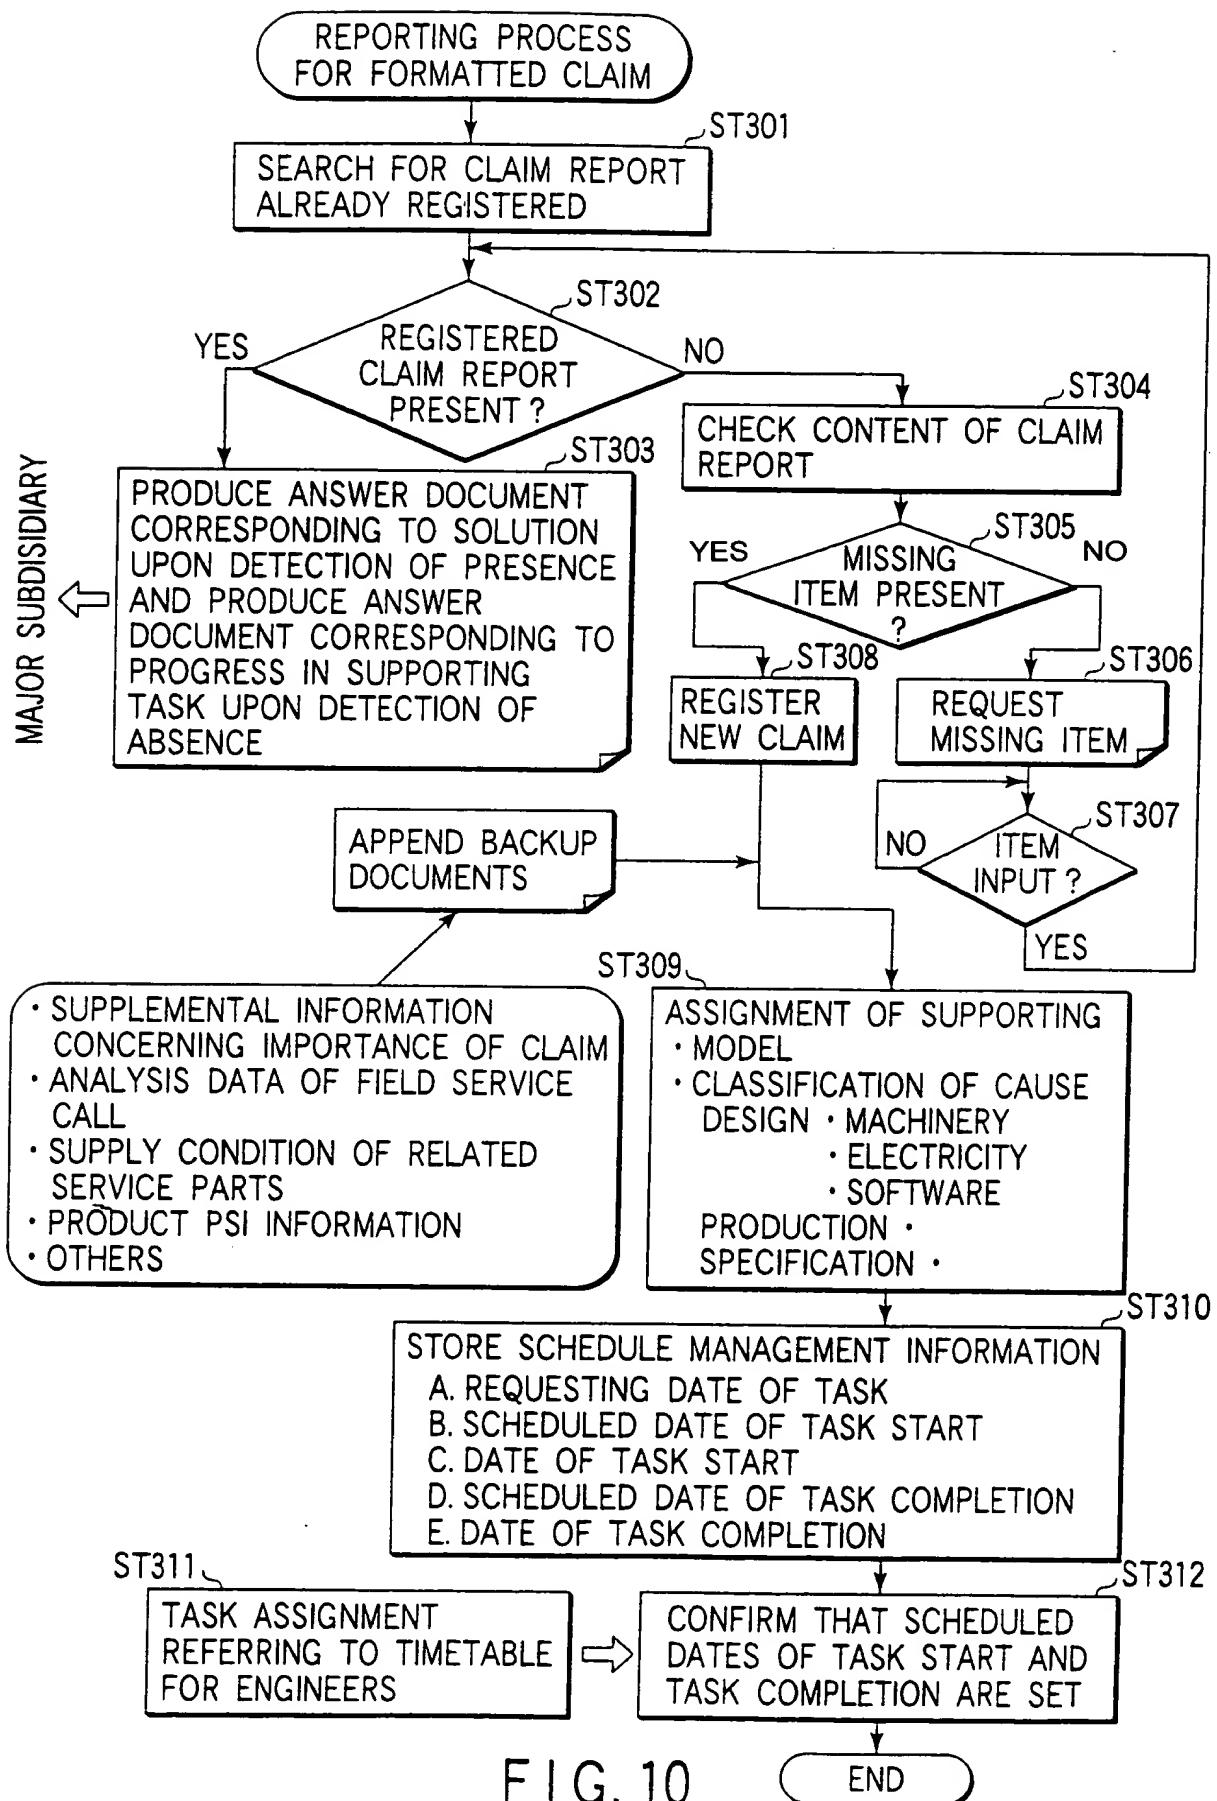 REPORTING PROCESS
FOR FORMATTED CLAIM
ST301
SEARCH FOR CLAIM REPORT
ALREADY REGISTERED
ST302
REGISTERED
CLAIM REPORT
PRESENT ?
YES
NO
ST303
PRODUCE ANSWER DOCUMENT
CORRESPONDING TO SOLUTION
UPON DETECTION OF PRESENCE
AND PRODUCE ANSWER
DOCUMENT CORRESPONDING TO
PROGRESS IN SUPPORTING
TASK UPON DETECTION OF
ABSENCE
MAJOR SUBDISIDIARY
ST304
CHECK CONTENT OF CLAIM
REPORT
ST305
MISSING
ITEM PRESENT
?
YES
NO
ST308
REGISTER
NEW CLAIM
ST306
REQUEST
MISSING ITEM
ST307
ITEM
INPUT ?
NO
YES
APPEND BACKUP
DOCUMENTS
· SUPPLEMENTAL INFORMATION
CONCERNING IMPORTANCE OF CLAIM
· ANALYSIS DATA OF FIELD SERVICE
CALL
· SUPPLY CONDITION OF RELATED
SERVICE PARTS
· PRODUCT PSI INFORMATION
· OTHERS
ST309
ASSIGNMENT OF SUPPORTING
· MODEL
· CLASSIFICATION OF CAUSE
DESIGN · MACHINERY
· ELECTRICITY
· SOFTWARE
PRODUCTION ·
SPECIFICATION ·
ST310
STORE SCHEDULE MANAGEMENT INFORMATION
A. REQUESTING DATE OF TASK
B. SCHEDULED DATE OF TASK START
C. DATE OF TASK START
D. SCHEDULED DATE OF TASK COMPLETION
E. DATE OF TASK COMPLETION
ST311
TASK ASSIGNMENT
REFERRING TO TIMETABLE
FOR ENGINEERS
ST312
CONFIRM THAT SCHEDULED
DATES OF TASK START AND
TASK COMPLETION ARE SET
END
FIG. 10